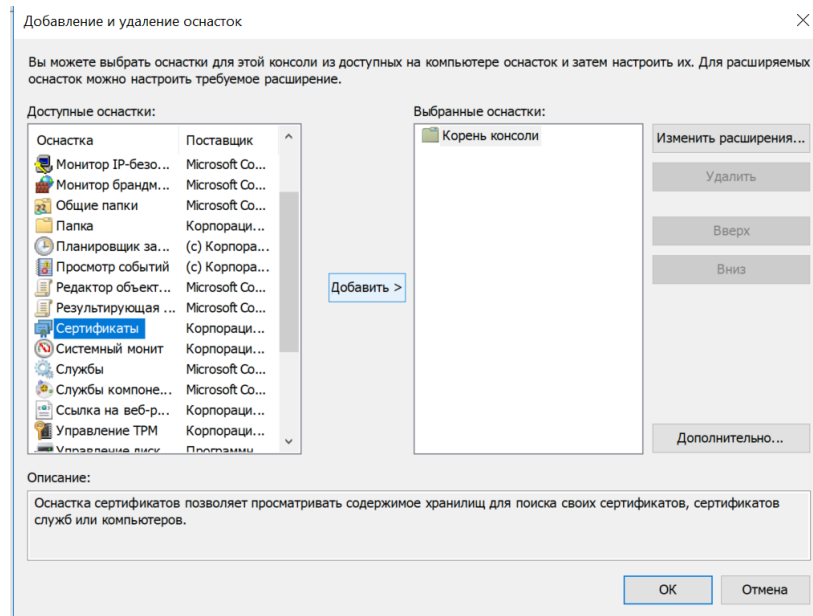 Добавление и удаление оснасток
Вы можете выбрать оснастки для этой консоли из доступных на компьютере оснасток и затем настроить их. Для расширяемых
оснасток можно настроить требуемое расширение.
Доступные оснастки:
Оснастка Поставщик
Монитор IP-безо... Microsoft Co...
Монитор брандм... Microsoft Co...
Общие папки Microsoft Co...
Папка Корпораци...
Планировщик за... (с) Корпора...
Просмотр событий (с) Корпора...
Редактор объект... Microsoft Co...
Результирующая ... Microsoft Co...
Сертификаты Корпораци...
Системный монит Корпораци...
Службы Microsoft Co...
Службы компоне... Microsoft Co...
Ссылка на веб-р... Корпораци...
Управление TPM Корпораци...
Управление диск Программн
Добавить >
Выбранные оснастки:
Корень консоли
Изменить расширения...
Удалить
Вверх
Вниз
Дополнительно...
Описание:
Оснастка сертификатов позволяет просматривать содержимое хранилищ для поиска своих сертификатов, сертификатов
служб или компьютеров.
ОК Отмена